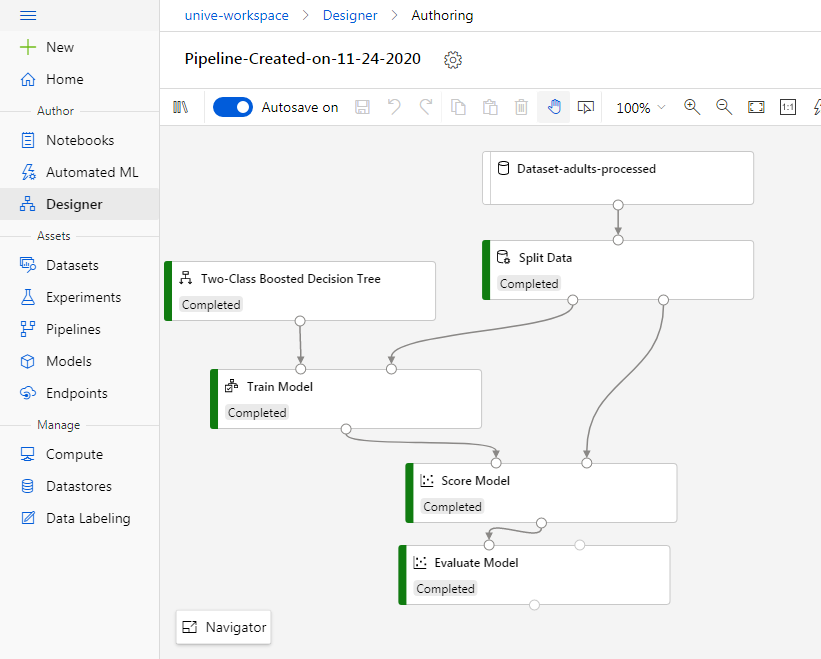 unive-workspace > Designer > Authoring
New
Home
Author
Notebooks
Automated ML
Designer
Assets
Datasets
Experiments
Pipelines
Models
Endpoints
Manage
Compute
Datastores
Data Labeling
Pipeline-Created-on-11-24-2020
Autosave on
100%
1:1
Dataset-adults-processed
Split Data
Completed
Two-Class Boosted Decision Tree
Completed
Train Model
Completed
Score Model
Completed
Evaluate Model
Completed
Navigator